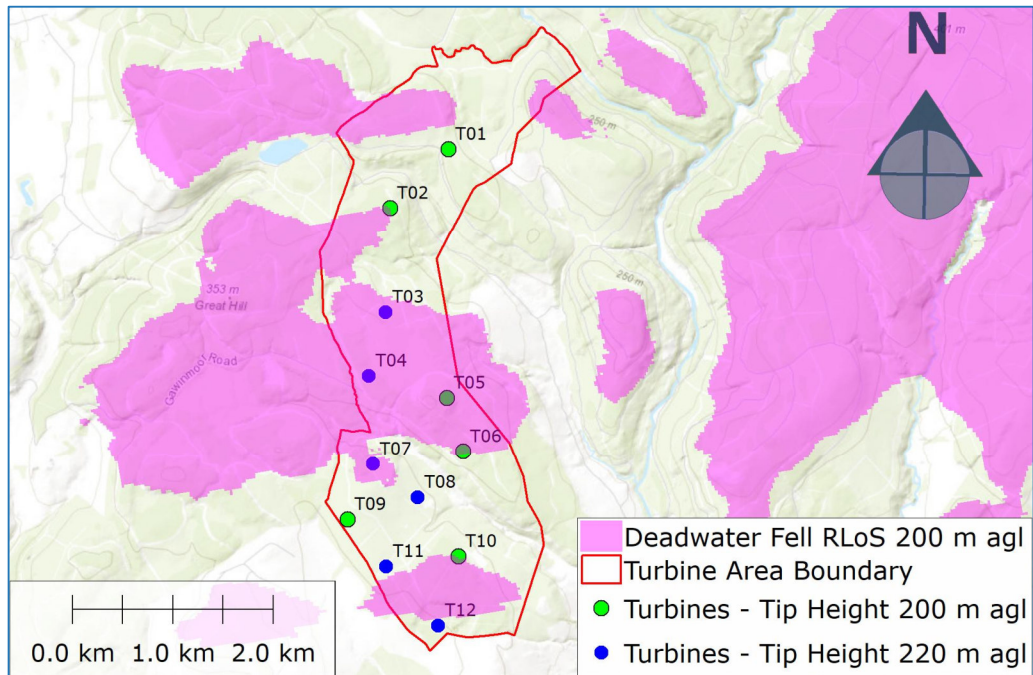 N
401 m
T01
250 m
T02
353 m
Great Hill
250 m
T03
Gawinmoor Road
T04
T05
T06
T07
T08
T09
T10
T11
T12
Deadwater Fell RLoS 200 m agl
Turbine Area Boundary
Turbines - Tip Height 200 m agl
Turbines - Tip Height 220 m agl
0.0 km 1.0 km 2.0 km